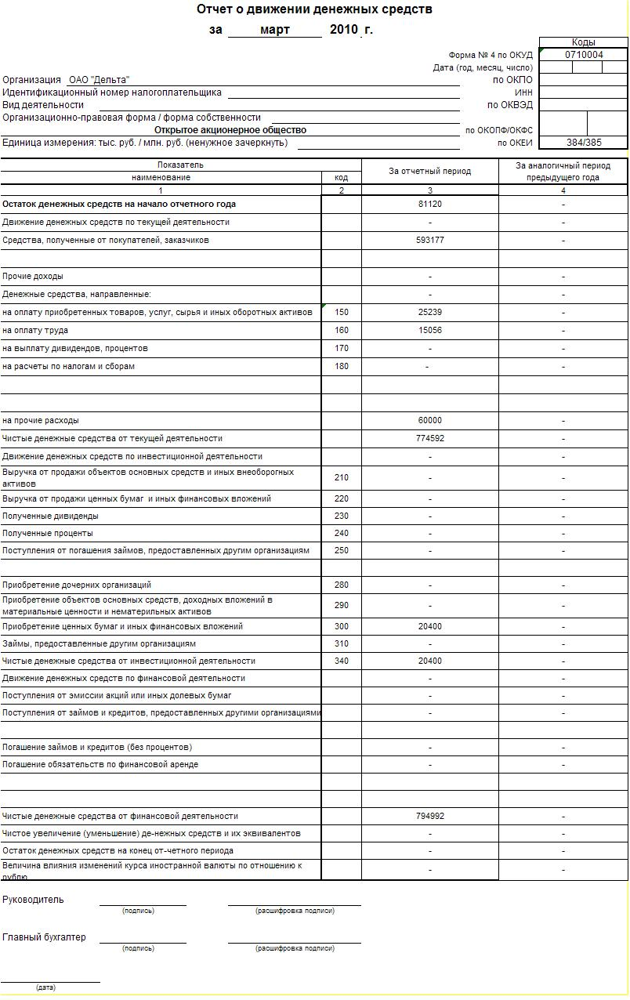 Отчет о движении денежных средств
за март 2010 г.
Коды
Форма № 4 по ОКУД 0710004
Дата (год, месяц, число)
Организация ОАО "Дельта" по ОКПО
Идентификационный номер налогоплательщика ИНН
Вид деятельности по ОКВЭД
Организационно-правовая форма / форма собственности
Открытое акционерное общество по ОКОПФ/ОКФС
Единица измерения: тыс. руб. / млн. руб. (ненужное зачеркнуть) по ОКЕИ 384/385
Показатель За отчетный период За аналогичный период предыдущего года
наименование код
1 2 3 4
Остаток денежных средств на начало отчетного года 81120 -
Движение денежных средств по текущей деятельности - -
Средства, полученные от покупателей, заказчиков 593177 -
Прочие доходы - -
Денежные средства, направленные: - -
на оплату приобретенных товаров, услуг, сырья и иных оборотных активов 150 25239 -
на оплату труда 160 15056 -
на выплату дивидендов, процентов 170 - -
на расчеты по налогам и сборам 180 - -
на прочие расходы 60000 -
Чистые денежные средства от текущей деятельности 774592 -
Движение денежных средств по инвестиционной деятельности - -
Выручка от продажи объектов основных средств и иных внеоборогных
активов 210 - -
Выручка от продажи ценных бумаг и иных финансовых вложений 220 - -
Полученные дивиденды 230 - -
Полученные проценты 240 - -
Поступления от погашения займов, предоставленных другим организациям 250 - -
Приобретение дочерних организаций 280 - -
Приобретение объектов основных средств, доходных вложений в
материальные ценности и нематерильных активов 290 - -
Приобретение ценных бумаг и иных финансовых вложений 300 20400 -
Займы, предоставленные другим организациям 310 - -
Чистые денежные средства от инвестиционной деятельности 340 20400 -
Движение денежных средств по финансовой деятельности - -
Поступления от эмиссии акций или иных долевых бумаг - -
Поступления от займов и кредитов, предоставленных другими организациями - -
Погашение займов и кредитов (без процентов) - -
Погашение обязательств по финансовой аренде - -
Чистые денежные средства от финансовой деятельности 794992 -
Чистое увеличение (уменьшение) де-нежных средств и их эквивалентов - -
Остаток денежных средств на конец от-четного периода - -
Величина влияния изменений курса иностранной валюты по отношению к
рублю - -
Руководитель
(подпись) (расшифровка подписи)
Главный бухгалтер
(подпись) (расшифровка подписи)
(дата)